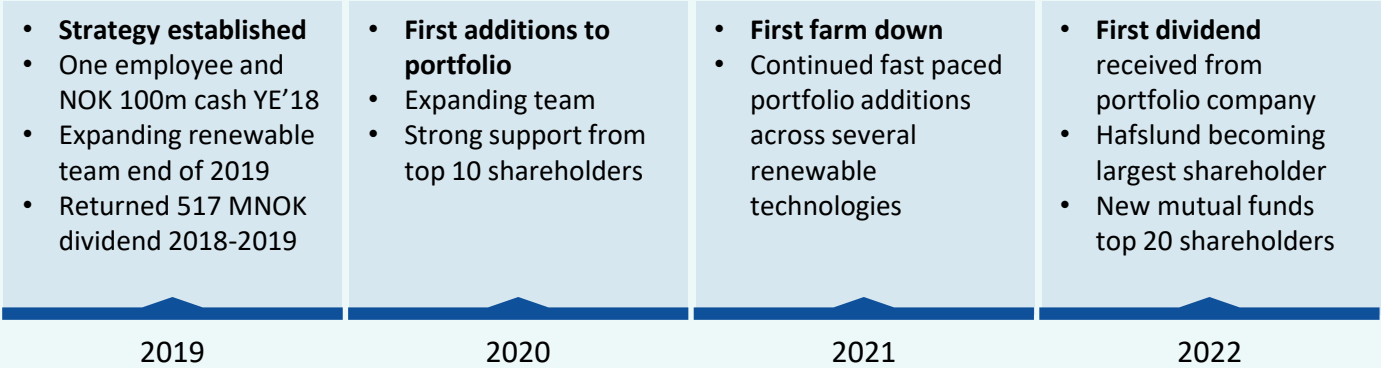 • Strategy established
• One employee and
NOK 100m cash YE’18
• Expanding renewable
team end of 2019
• Returned 517 MNOK
dividend 2018-2019
• First additions to
portfolio
• Expanding team
• Strong support from
top 10 shareholders
• First farm down
• Continued fast paced
portfolio additions
across several
renewable
technologies
• First dividend
received from
portfolio company
• Hafslund becoming
largest shareholder
• New mutual funds
top 20 shareholders
2019
2020
2021
2022